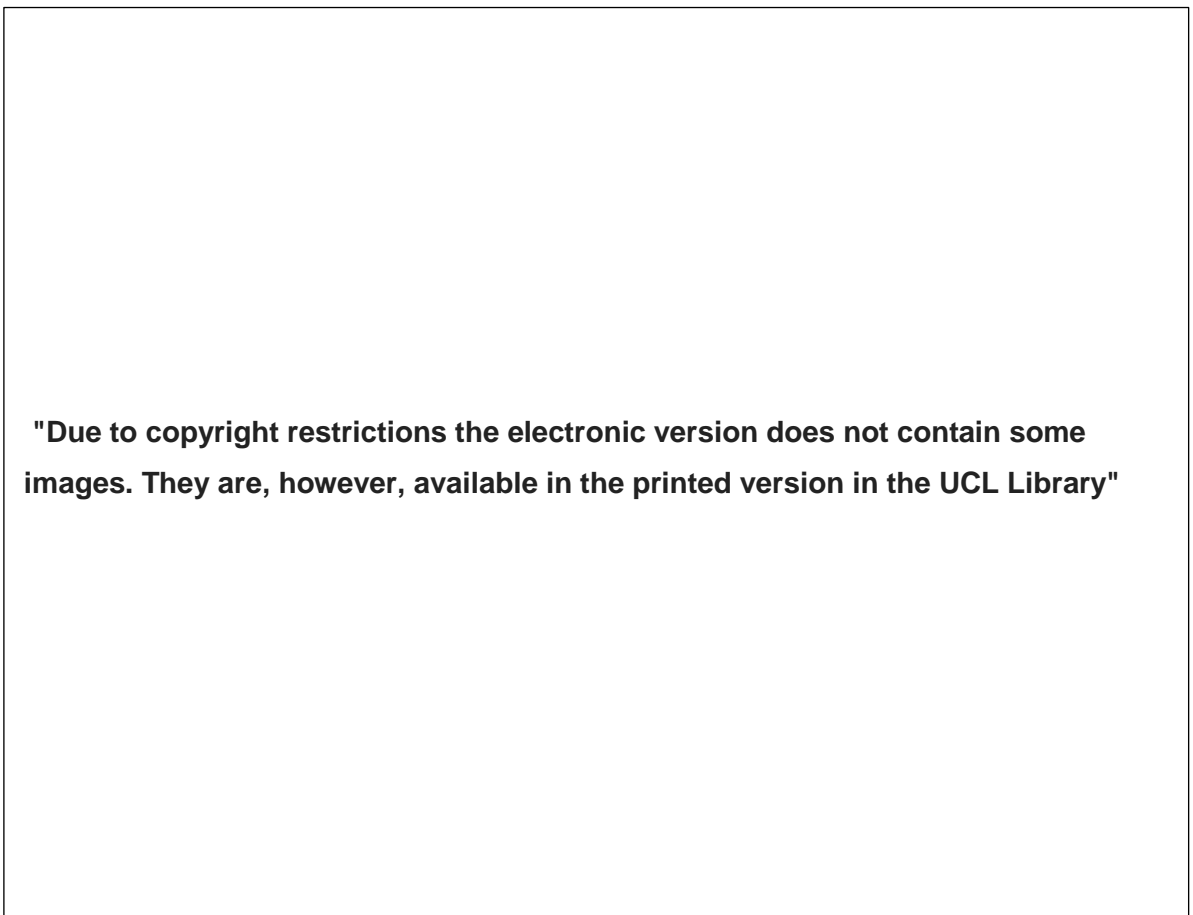 "Due to copyright restrictions the electronic version does not contain some
images. They are, however, available in the printed version in the UCL Library"